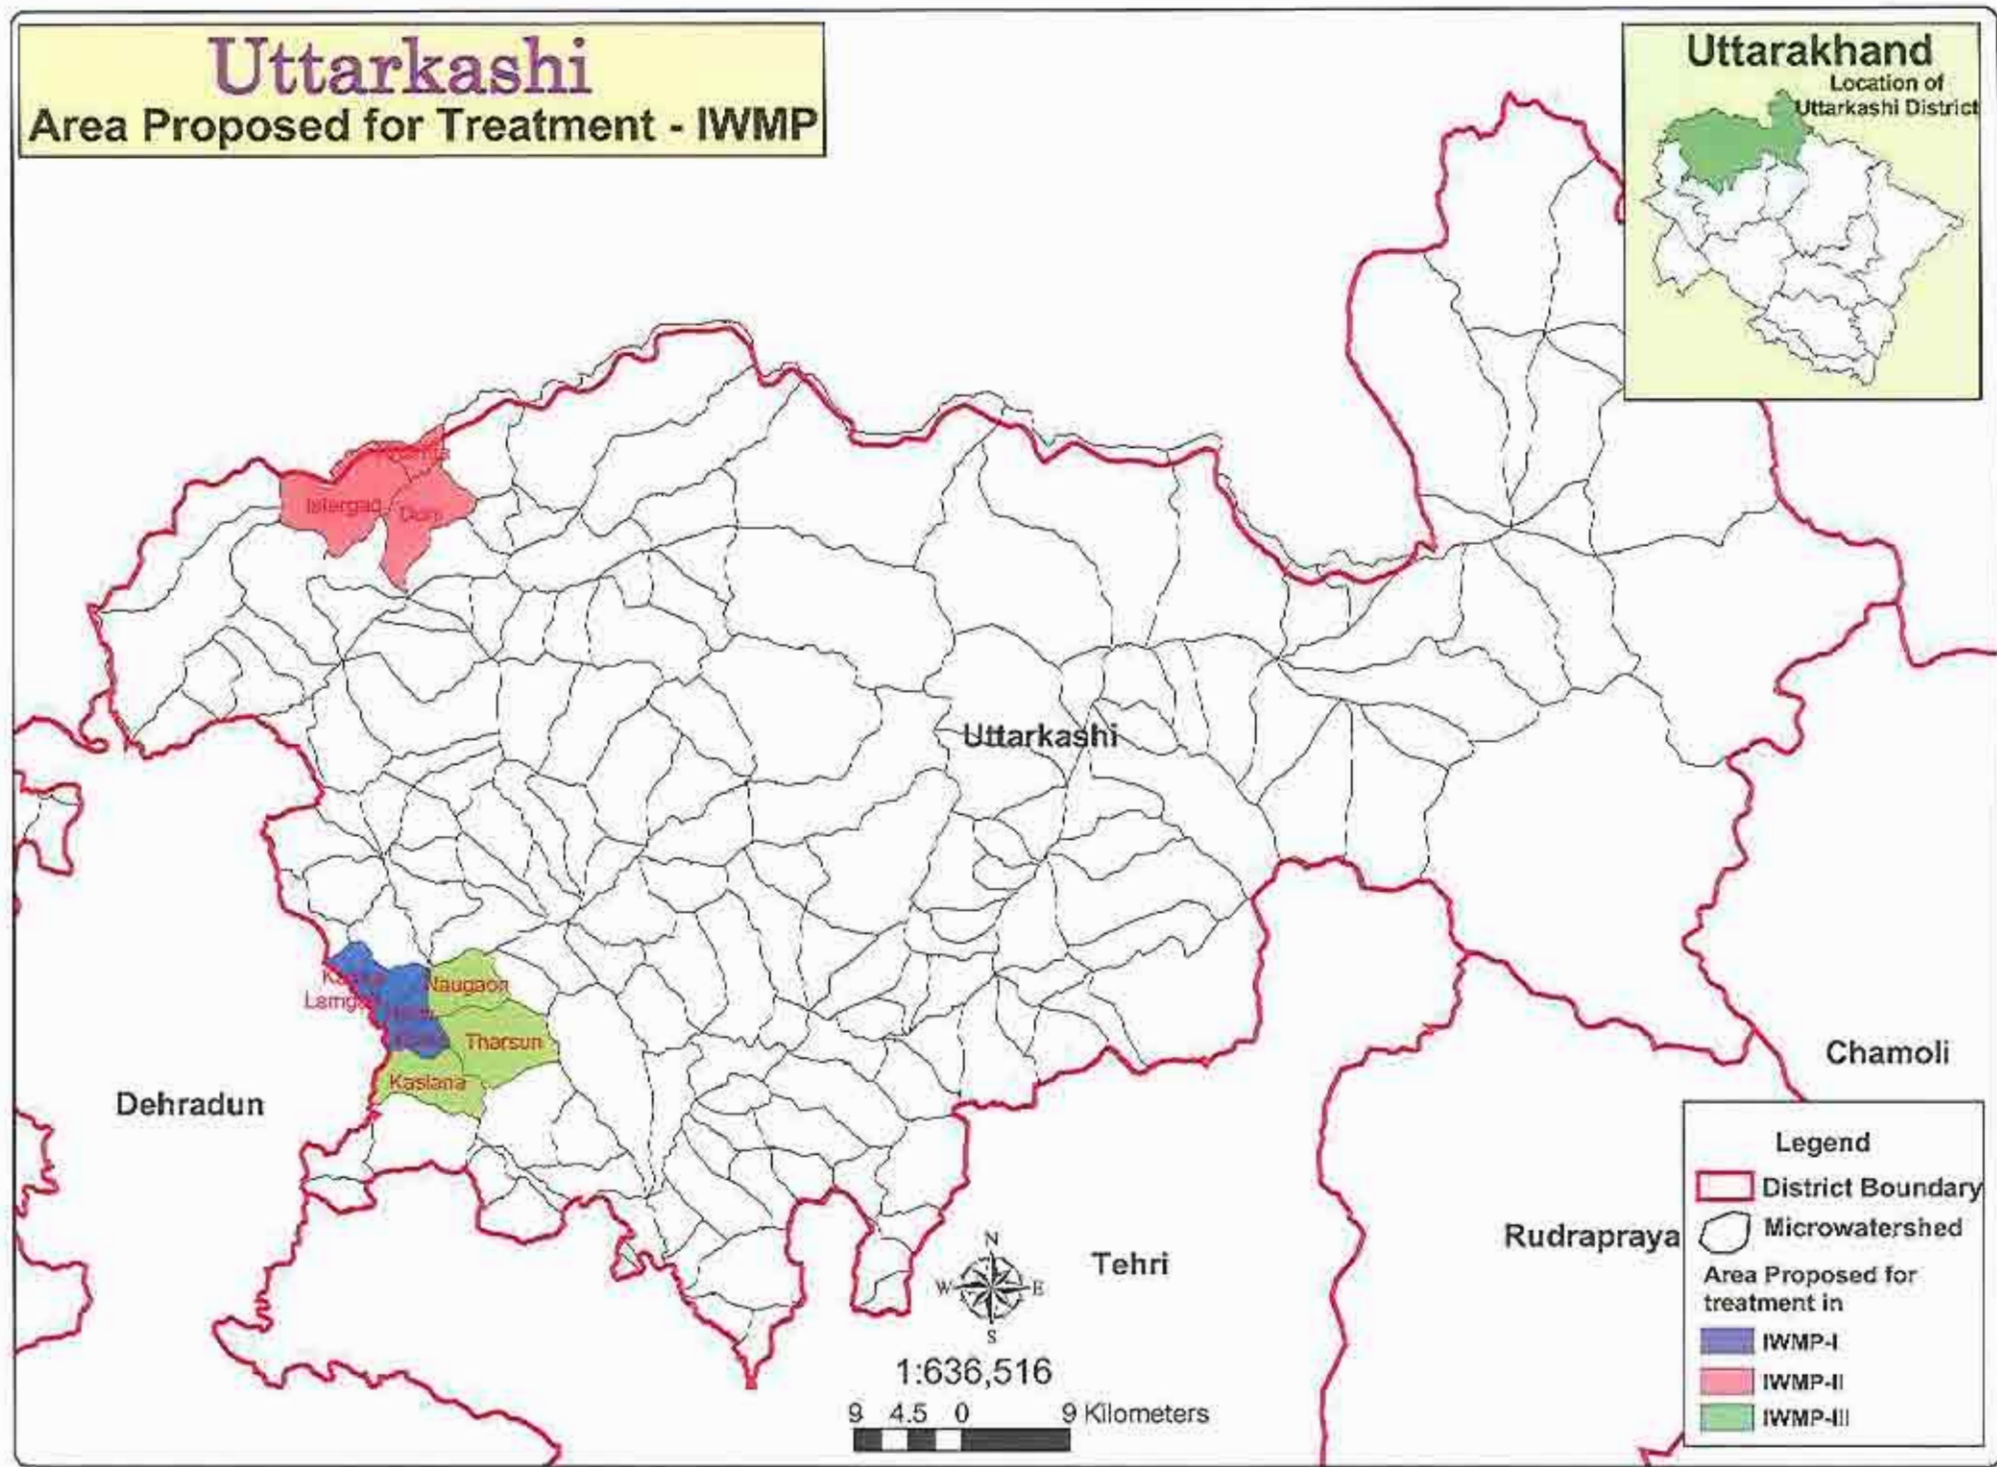 Uttarkashi
Area Proposed for Treatment - IWMP
Uttarakhand
Location of
Uttarkashi District
Istergad
Uttarkashi
Naugaon
Tharsun
Kaslana
Dehradun
Chamoli
Tehri
Rudrapraya
N
W
E
S
1:636,516
9 4.5 0 9 Kilometers
Legend
District Boundary
Microwatershed
Area Proposed for
treatment in
IWMP-I
IWMP-II
IWMP-III